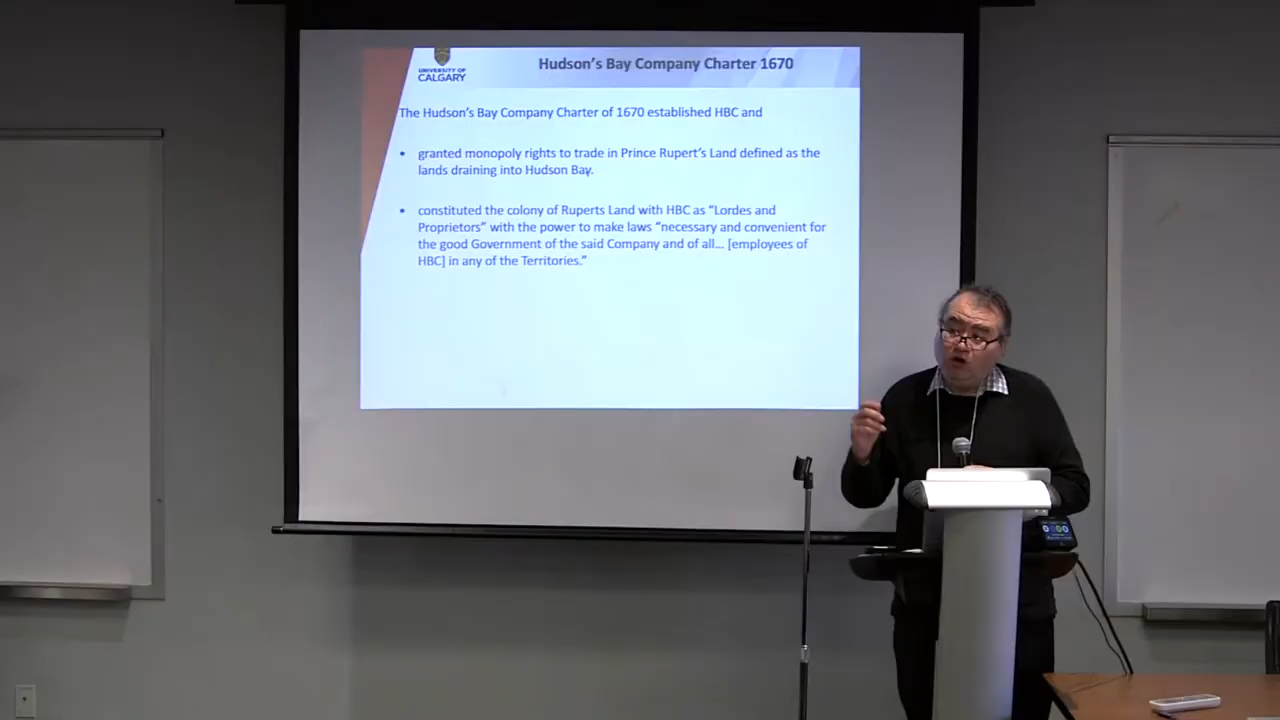 UNIVERSITY OF
CALGARY
Hudson's Bay Company Charter 1670
The Hudson's Bay Company Charter of 1670 established HBC and
• granted monopoly rights to trade in Prince Rupert's Land defined as the
lands draining into Hudson Bay.
• constituted the colony of Ruperts Land with HBC as "Lordes and
Proprietors" with the power to make laws "necessary and convenient for
the good Government of the said Company and of all... [employees of
HBC] in any of the Territories."